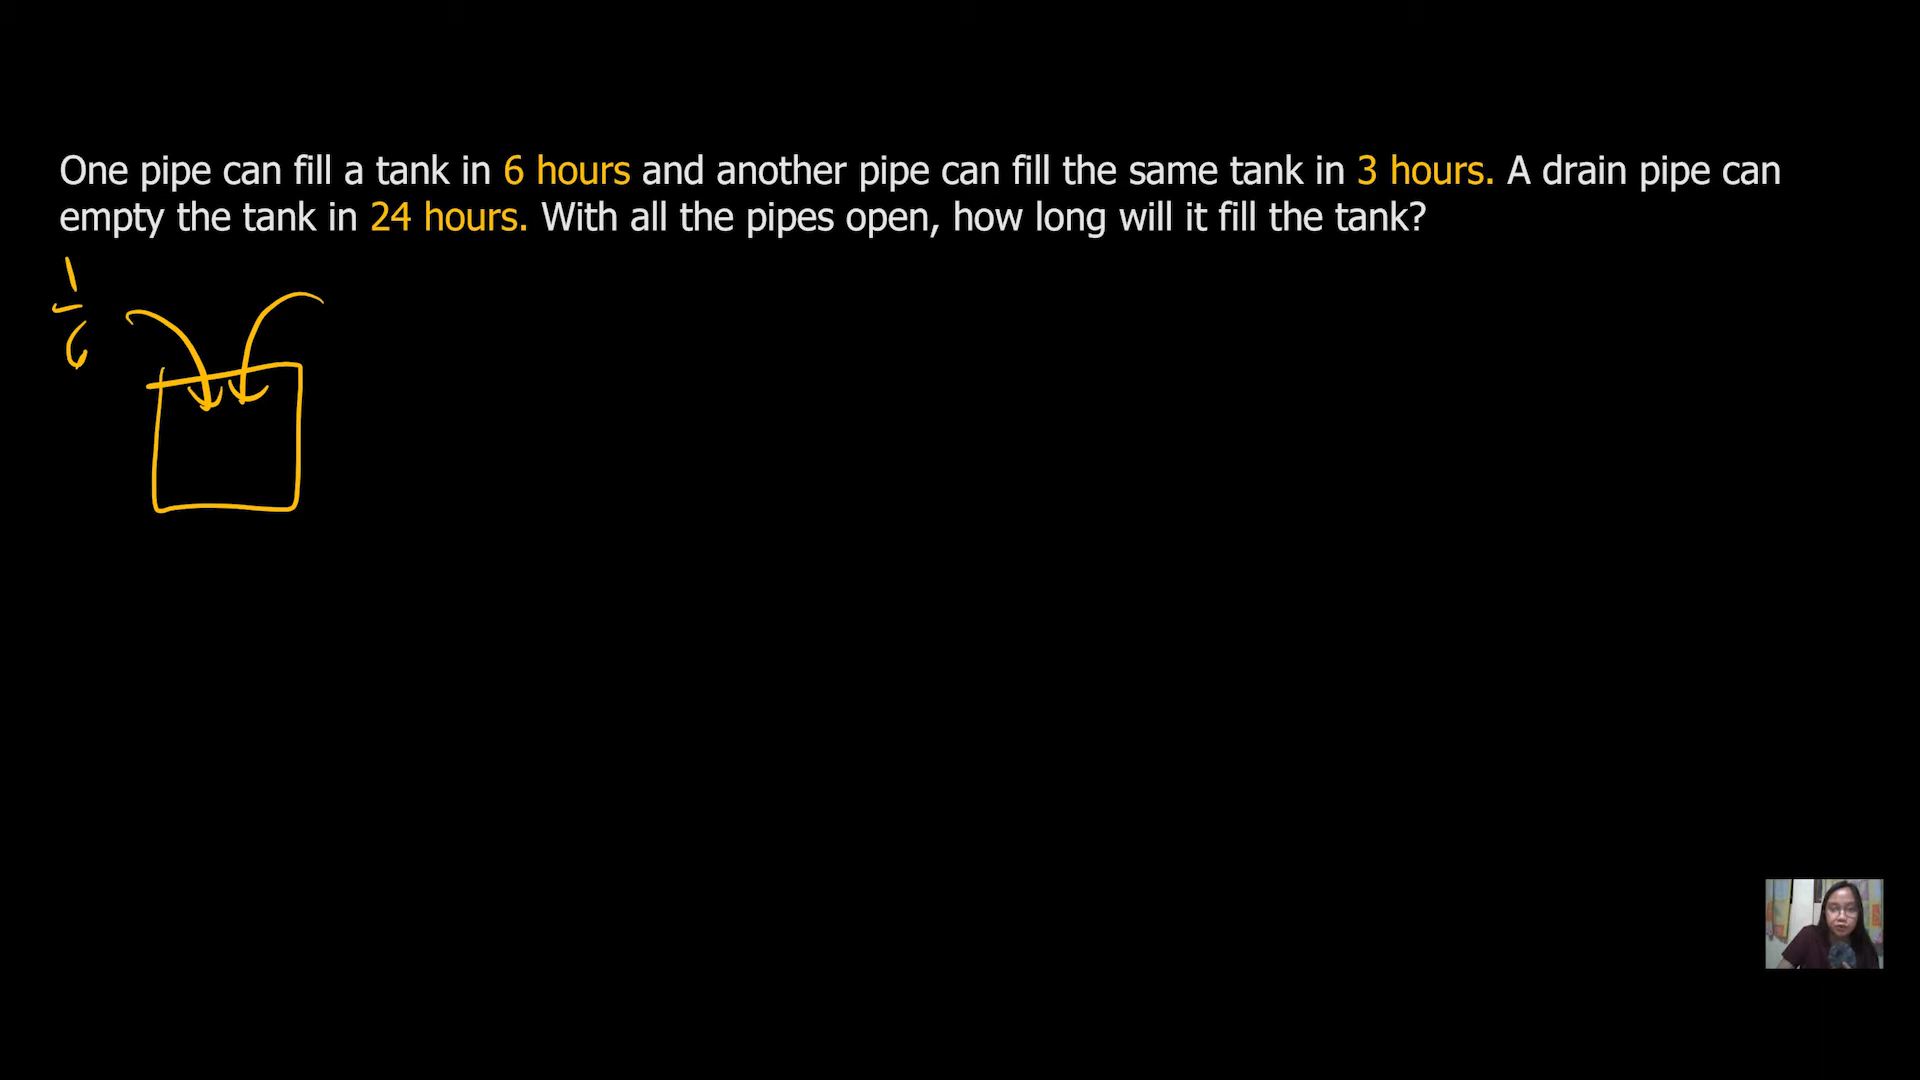 One pipe can fill a tank in 6 hours and another pipe can fill the same tank in 3 hours. A drain pipe can
empty the tank in 24 hours. With all the pipes open, how long will it fill the tank?
1
6